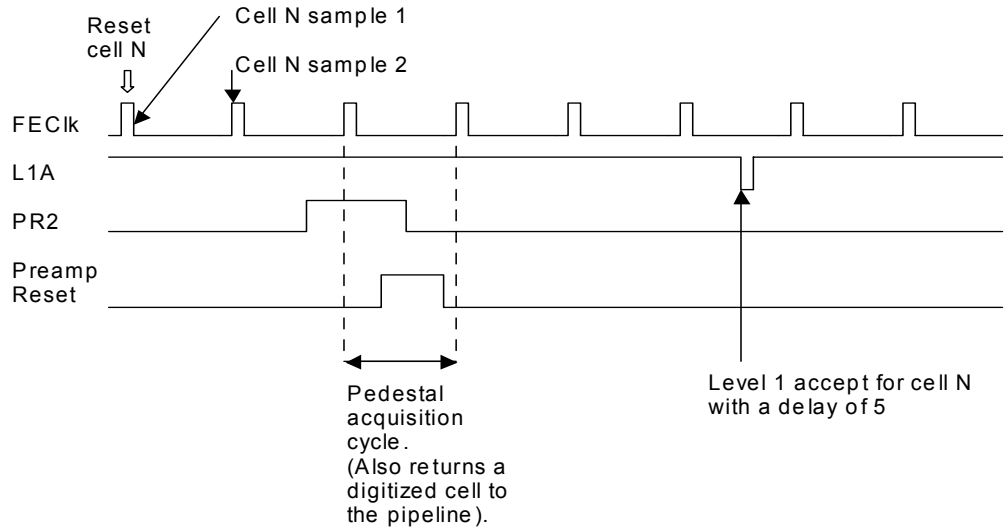 Reset
cell N
Cell N sample 1
Cell N sample 2
FEClk
L1A
PR2
Preamp
Reset
Pedestal
acquisition
cycle.
(Also returns a
digitized cell to
the pipeline).
Level 1 accept for cell N
with a delay of 5